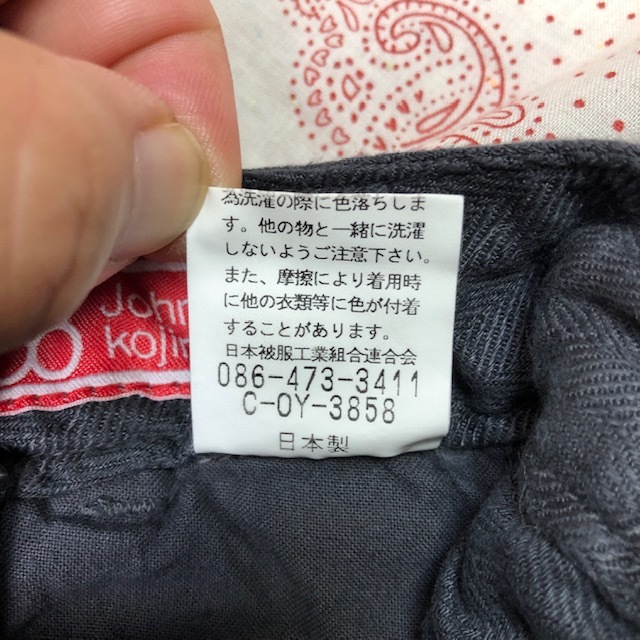 為洗濯の際に色落ちしま
す。他の物と一緒に洗濯
しないようご注意下さい。
また、摩擦により着用時
に他の衣類等に色が付着
することがあります。
日本被服工業組合連合会
086-473-3411
C-OY-3858
日本製